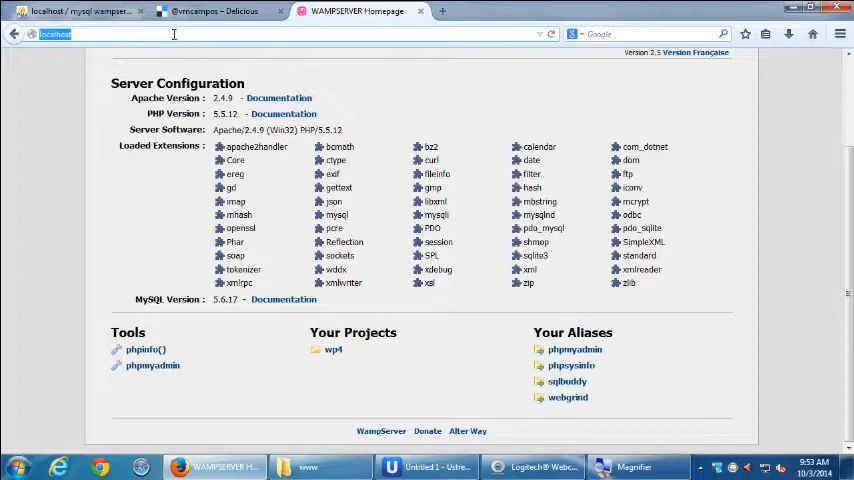 localhost / mysql wampser...
@vmcampos – Delicious
WAMPSERVER Homepage
localhost
Google
Version 2.5 Version Française
Server Configuration
Apache Version : 2.4.9 - Documentation
PHP Version : 5.5.12 - Documentation
Server Software: Apache/2.4.9 (Win32) PHP/5.5.12
Loaded Extensions : apache2handler bcmath bz2 calendar com_dotnet
Core ctype curl date dom
ereg exif fileinfo filter ftp
gd gettext gmp hash iconv
imap json libxml mbstring mcrypt
mhash mysql mysqli mysqlnd odbc
openssl pcre PDO pdo_mysql pdo_sqlite
Phar Reflection session shmop SimpleXML
soap sockets SPL sqlite3 standard
tokenizer wddx xdebug xml xmlreader
xmlrpc xmlwriter xsl zip zlib
MySQL Version : 5.6.17 - Documentation
Tools Your Projects Your Aliases
phpinfo() wp4 phpmyadmin
phpmyadmin phpsysinfo
sqlbuddy
webgrind
WampServer Donate Alter Way
WAMPSERVER H... www Untitled 1 - Ustre... Logitech® Webc... Magnifier
9:53 AM
10/3/2014